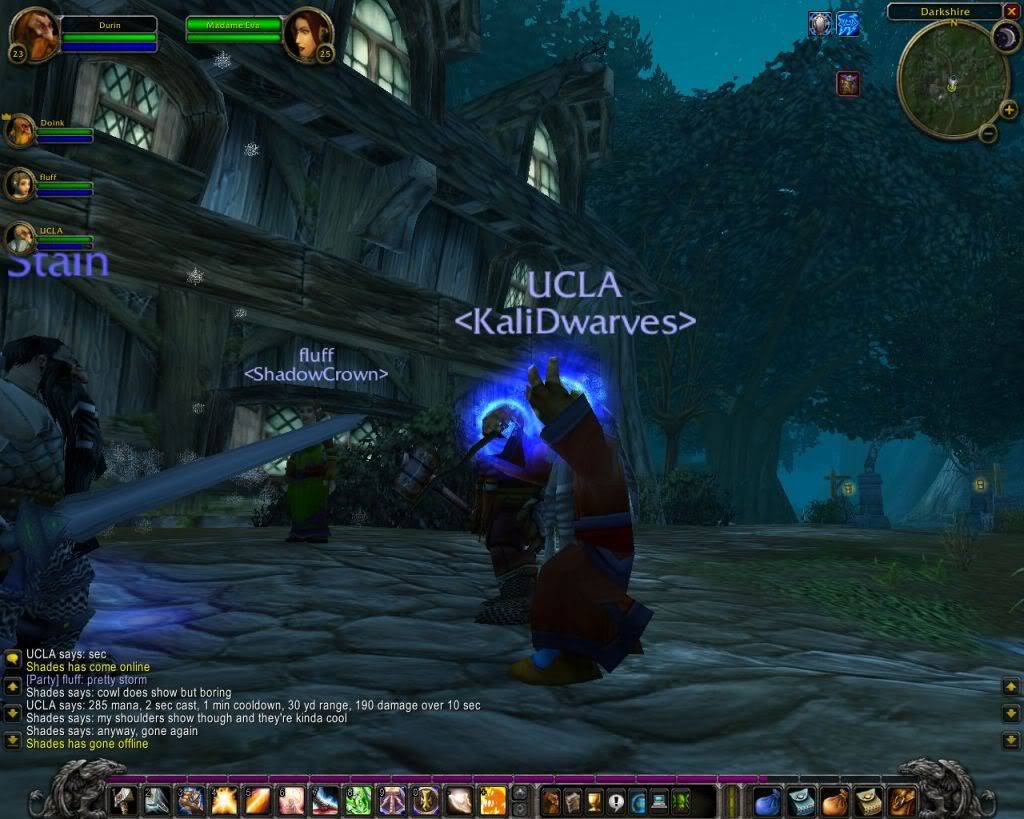 Durin
23
Madame Eva
25
Darkshire
N
Doink
fluff
UCLA
Stain
UCLA
<KaliDwarves>
fluff
<ShadowCrown>
UCLA says: sec
Shades has come online
[Party] fluff: pretty storm
Shades says: cowl does show but boring
UCLA says: 285 mana, 2 sec cast, 1 min cooldown, 30 yd range, 190 damage over 10 sec
Shades says: my shoulders show though and they're kinda cool
Shades says: anyway, gone again
Shades has gone offline